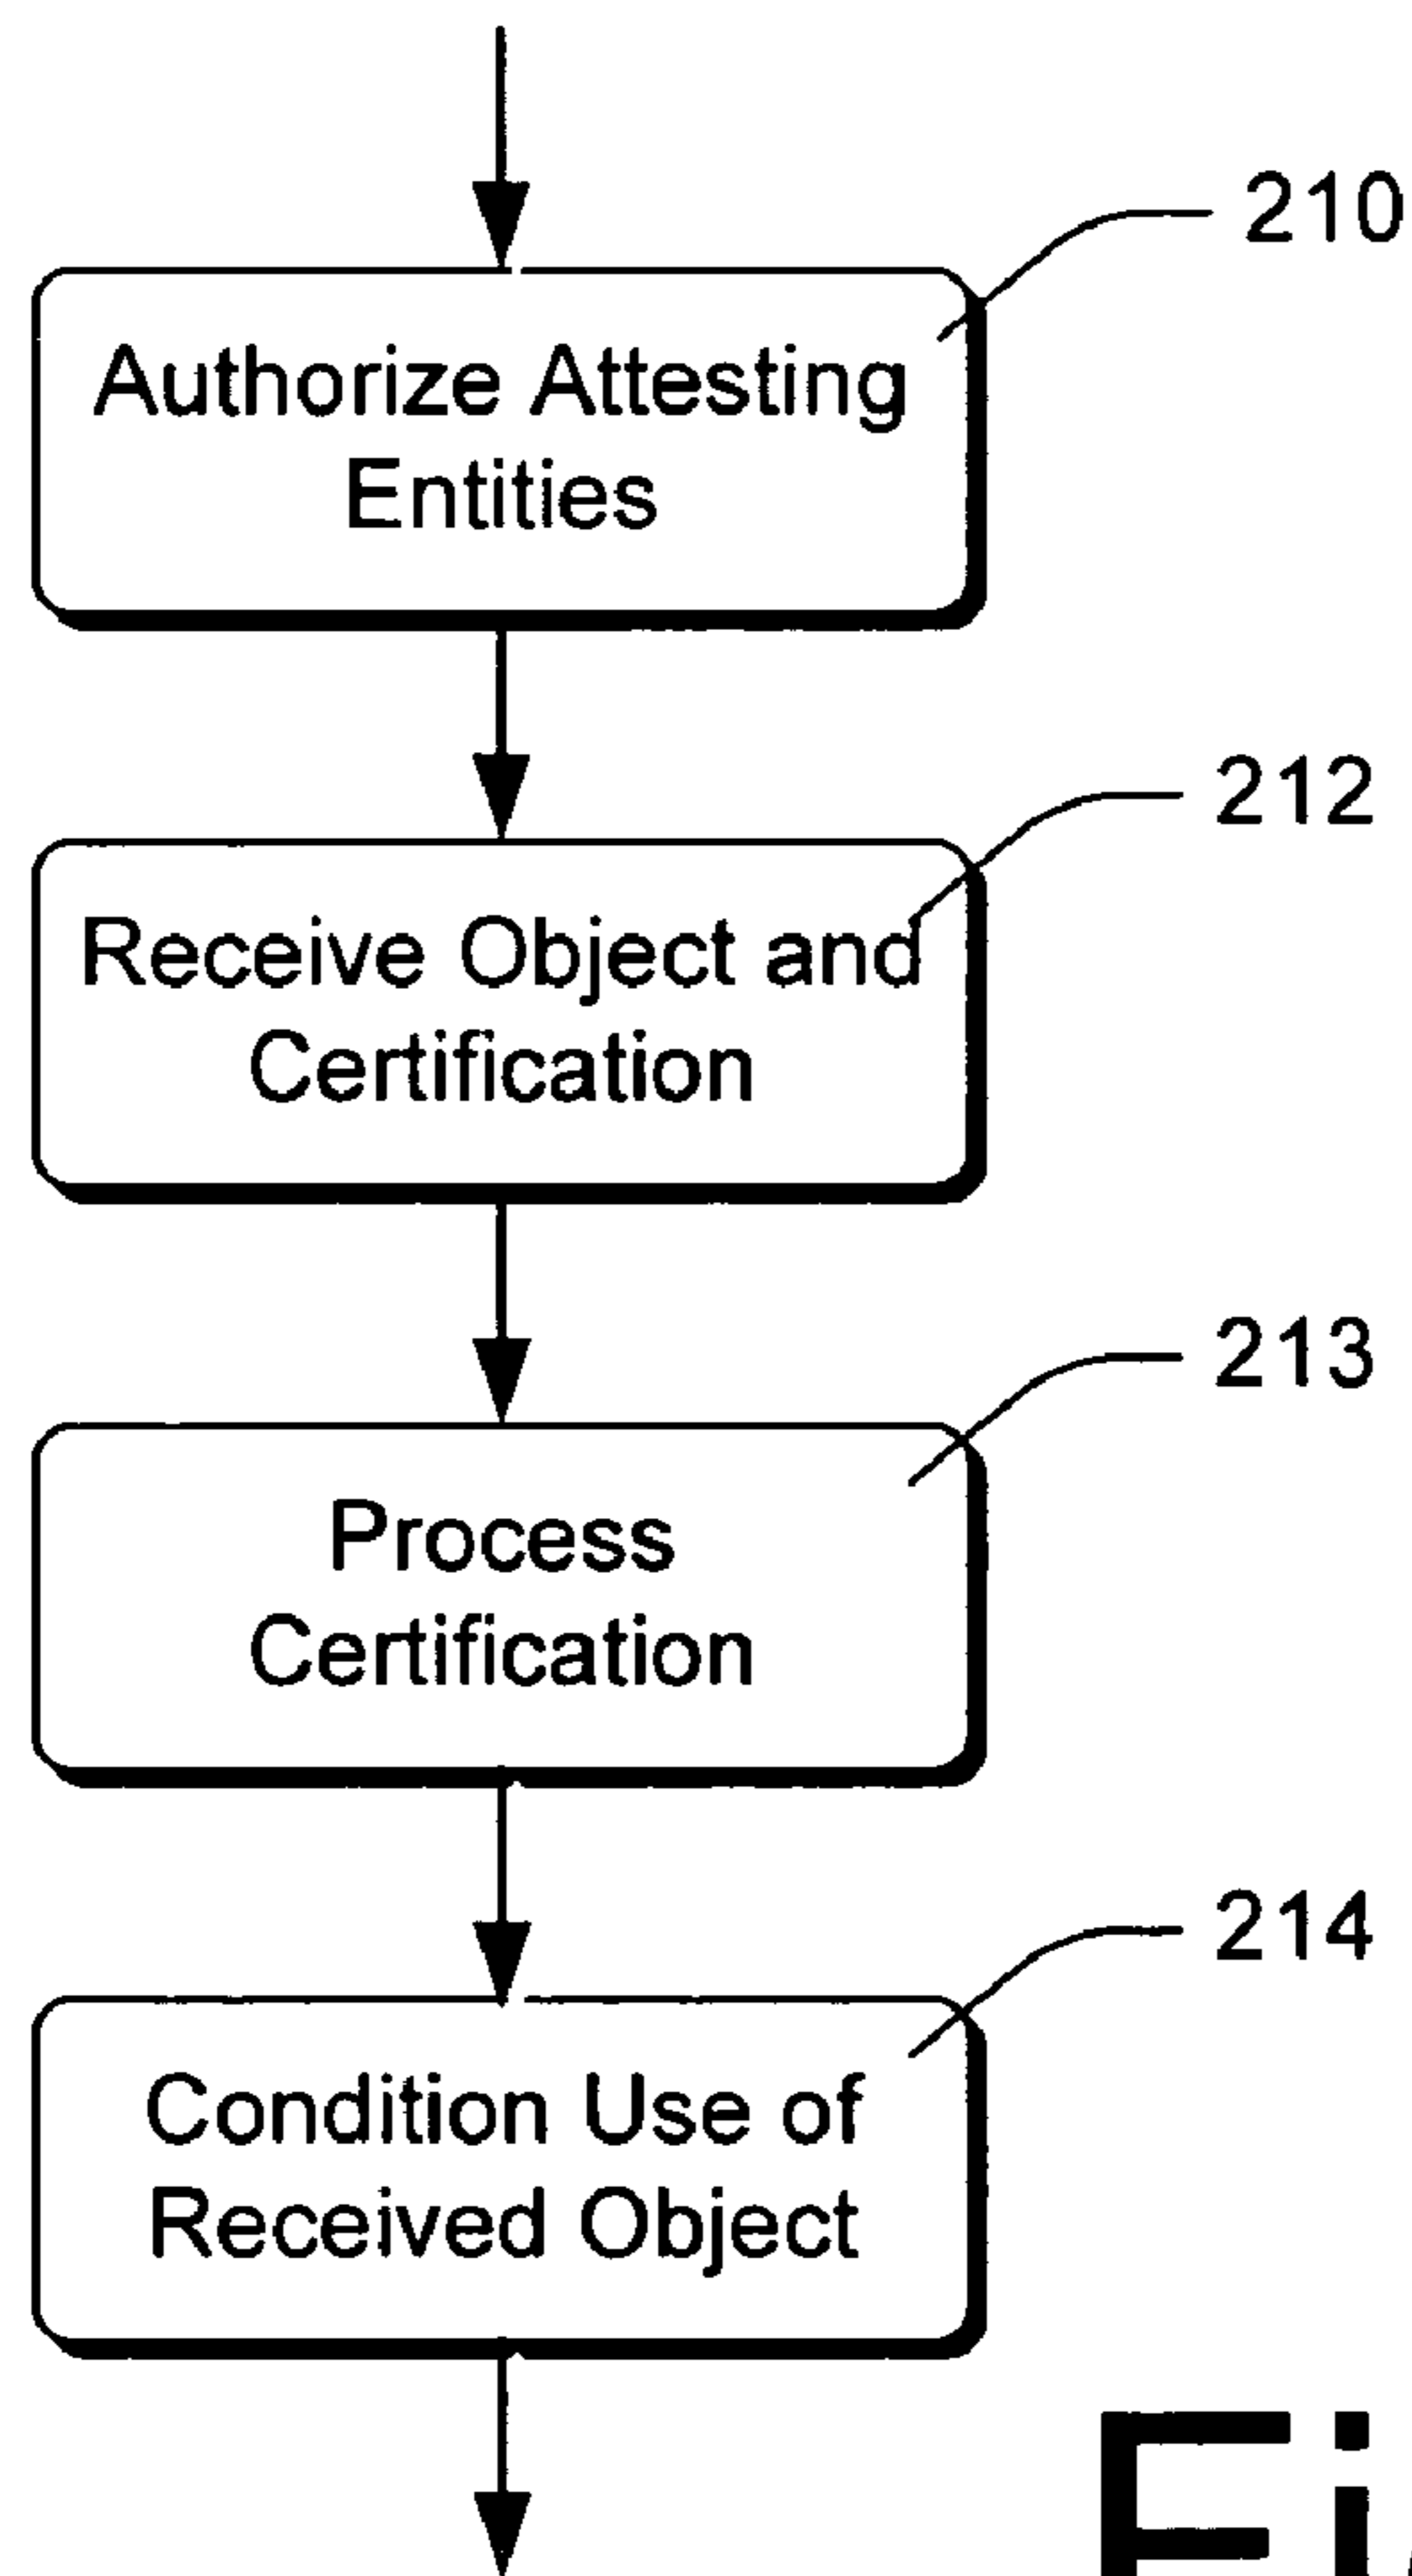 210
Authorize Attesting
Entities
212
Receive Object and
Certification
213
Process
Certification
214
Condition Use of
Received Object